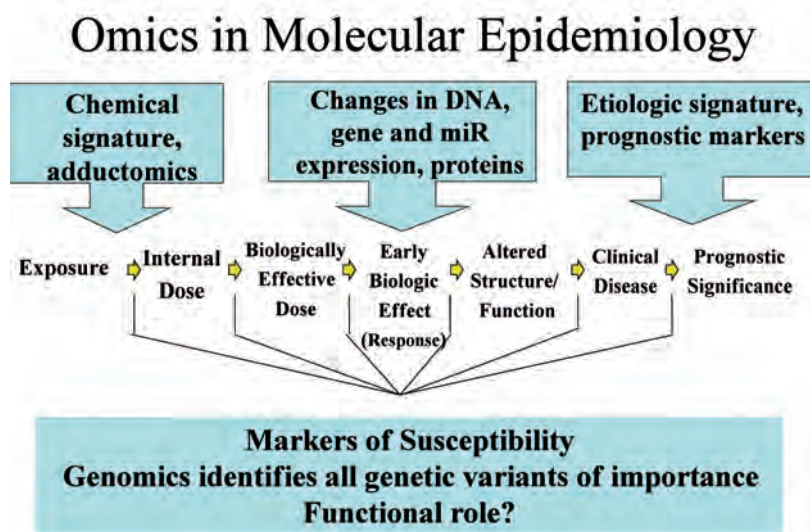 Omics in Molecular Epidemiology
Chemical
signature,
adductomics
Changes in DNA,
gene and miR
expression, proteins
Etiologic signature,
prognostic markers
Exposure
Internal
Dose
Biologically
Effective
Dose
Early
Biologic
Effect
(Response)
Altered
Structure/
Function
Clinical
Disease
Prognostic
Significance
Markers of Susceptibility
Genomics identifies all genetic variants of importance
Functional role?